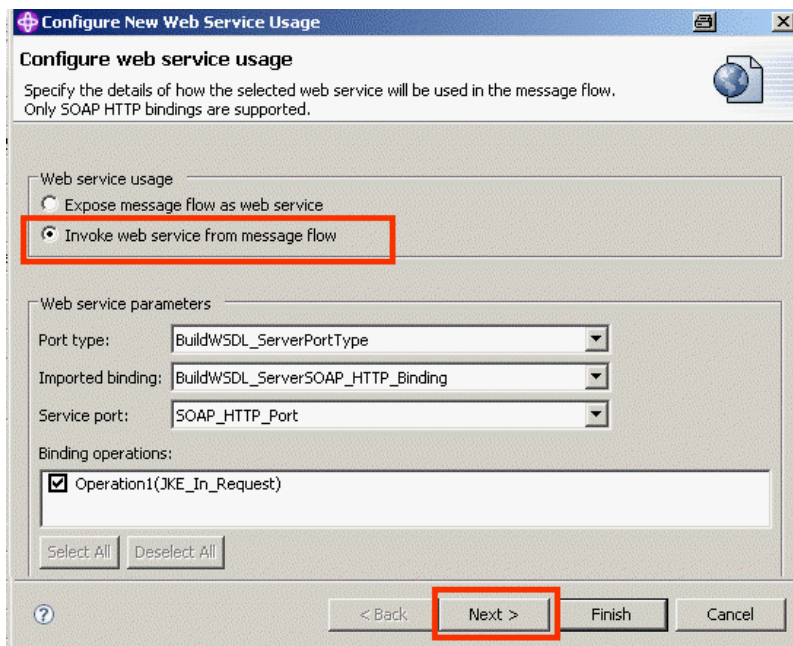 Configure New Web Service Usage
Configure web service usage
Specify the details of how the selected web service will be used in the message flow.
Only SOAP HTTP bindings are supported.
Web service usage
Expose message flow as web service
Invoke web service from message flow
Web service parameters
Port type: BuildWSDL_ServerPortType
Imported binding: BuildWSDL_ServerSOAP_HTTP_Binding
Service port: SOAP_HTTP_Port
Binding operations:
Operation1(JKE_In_Request)
Select All Deselect All
? < Back Next > Finish Cancel